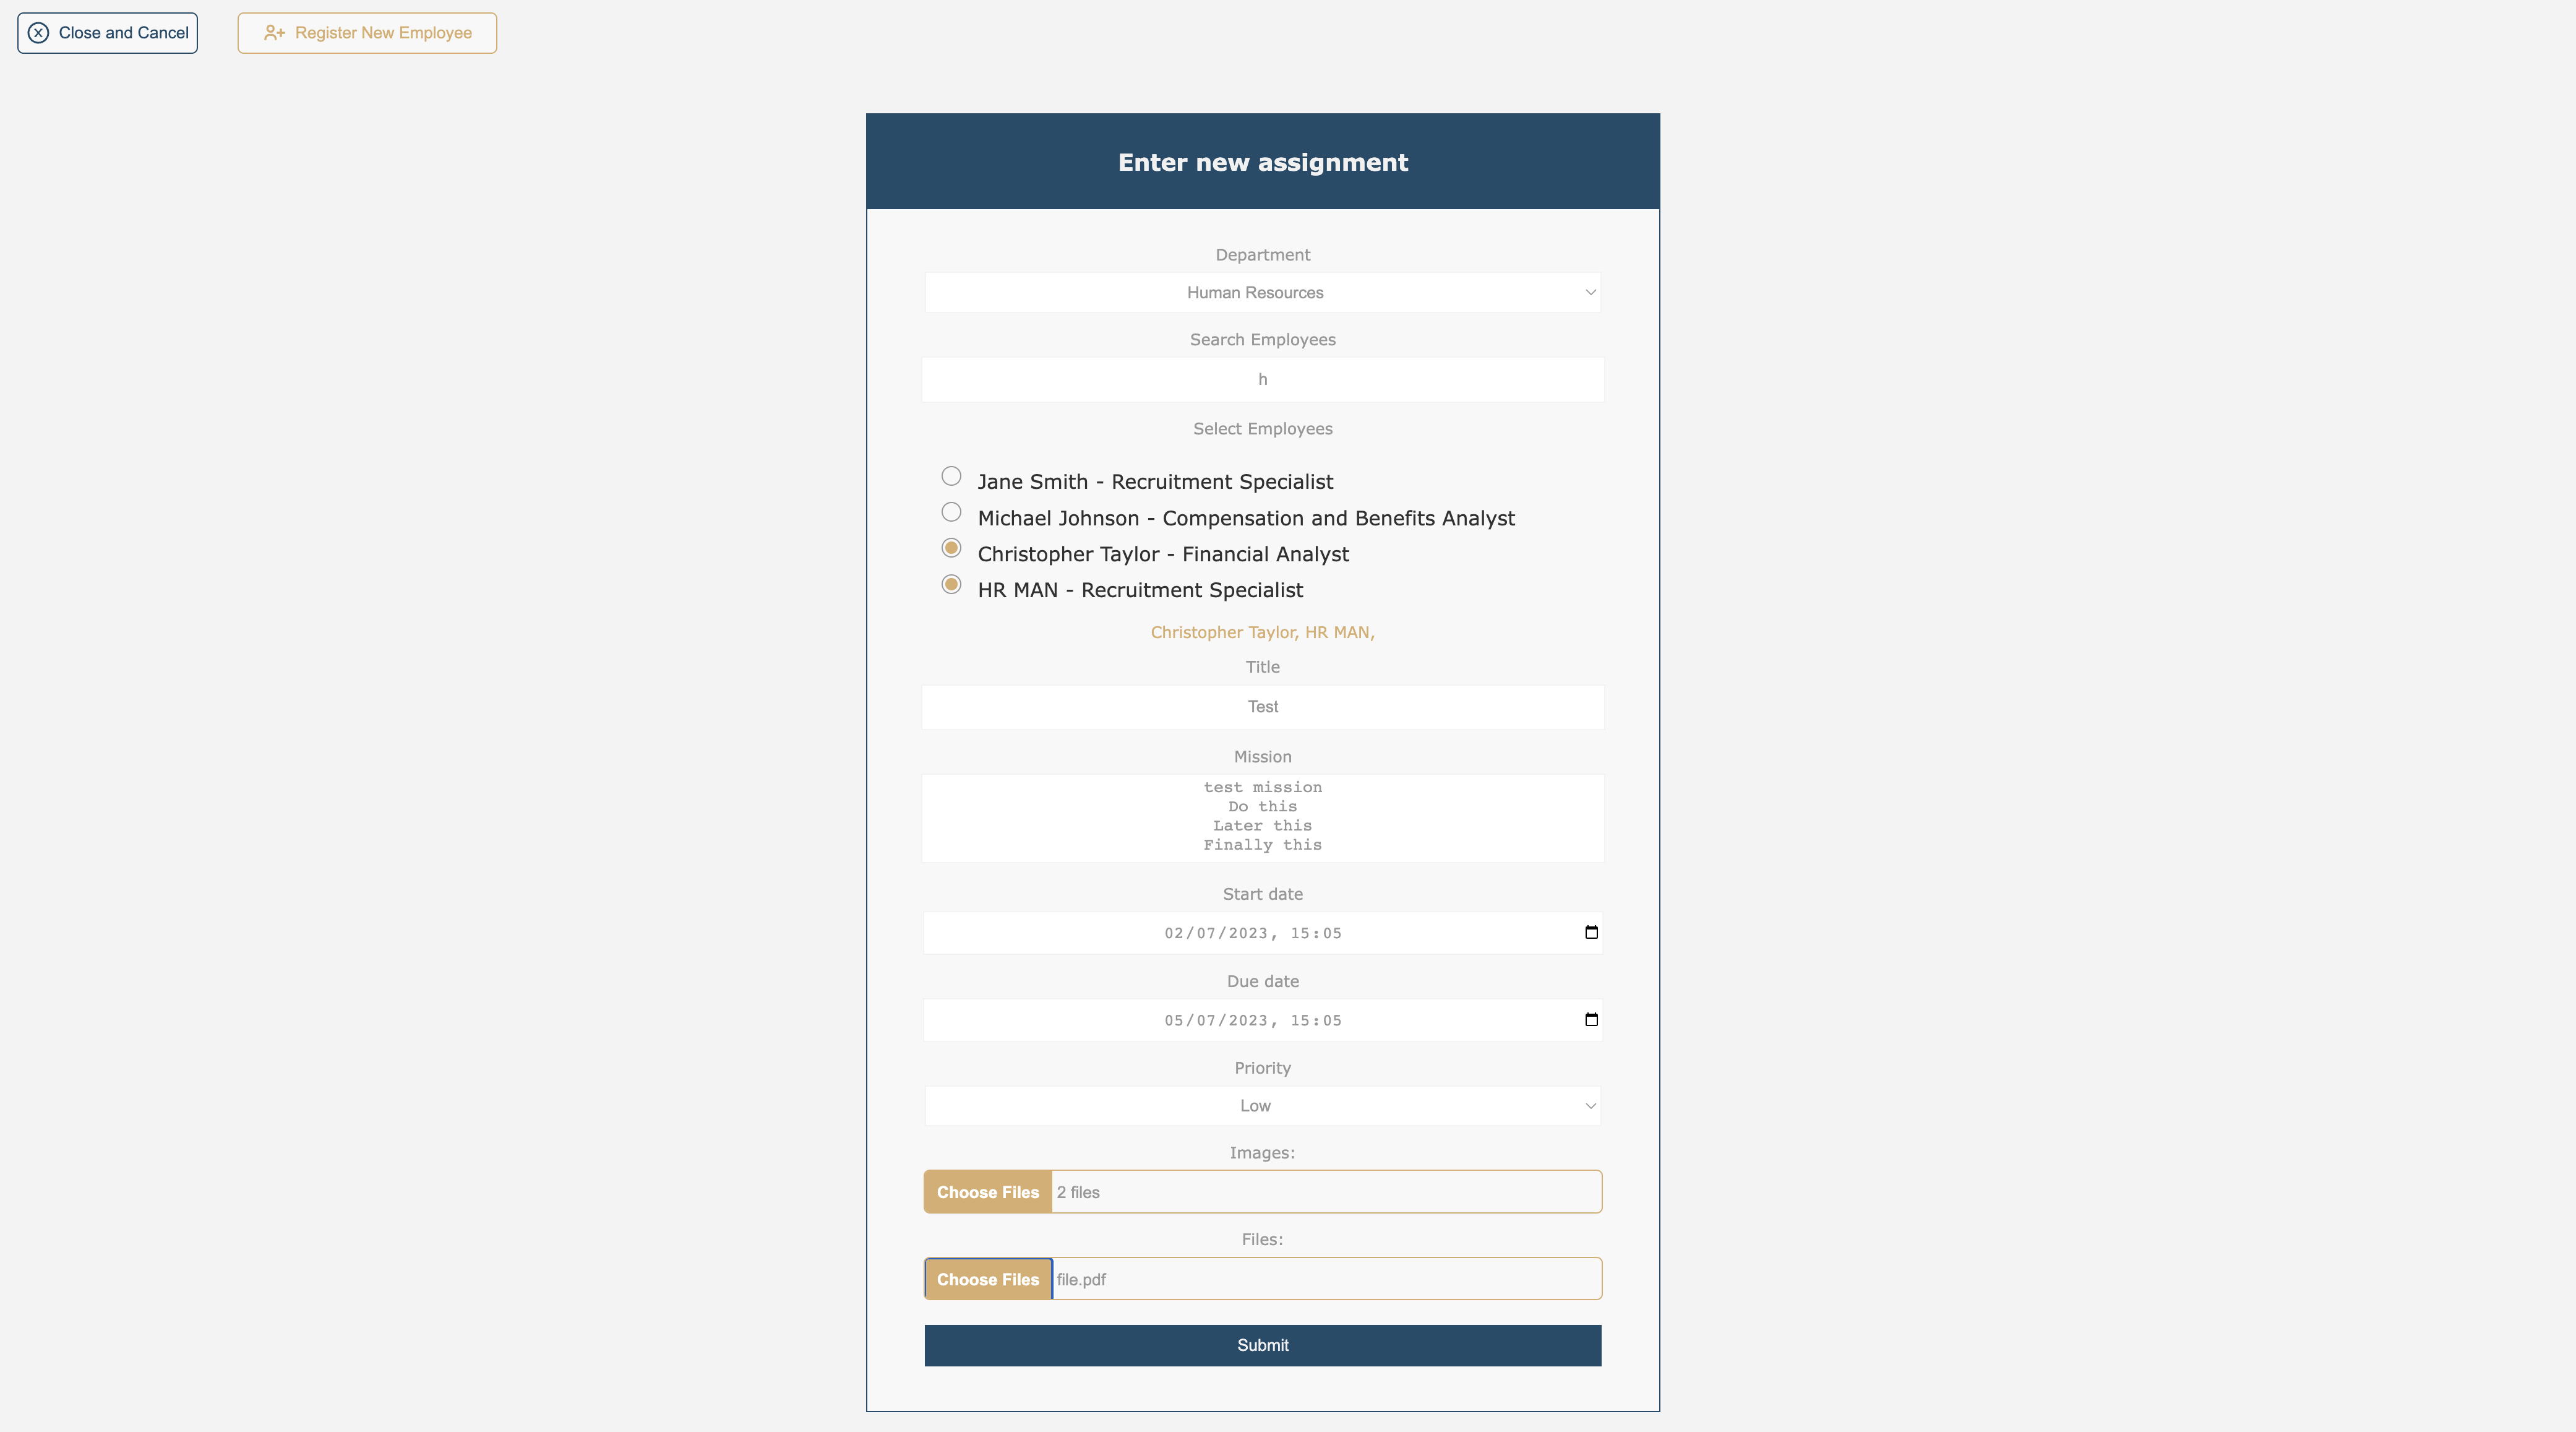 Close and Cancel
Register New Employee
Enter new assignment
Department
Human Resources
Search Employees
h
Select Employees
Jane Smith - Recruitment Specialist
Michael Johnson - Compensation and Benefits Analyst
Christopher Taylor - Financial Analyst
HR MAN - Recruitment Specialist
Christopher Taylor, HR MAN,
Title
Test
Mission
test mission
Do this
Later this
Finally this
Start date
02/07/2023, 15:05
Due date
05/07/2023, 15:05
Priority
Low
Images:
Choose Files 2 files
Files:
Choose Files file.pdf
Submit